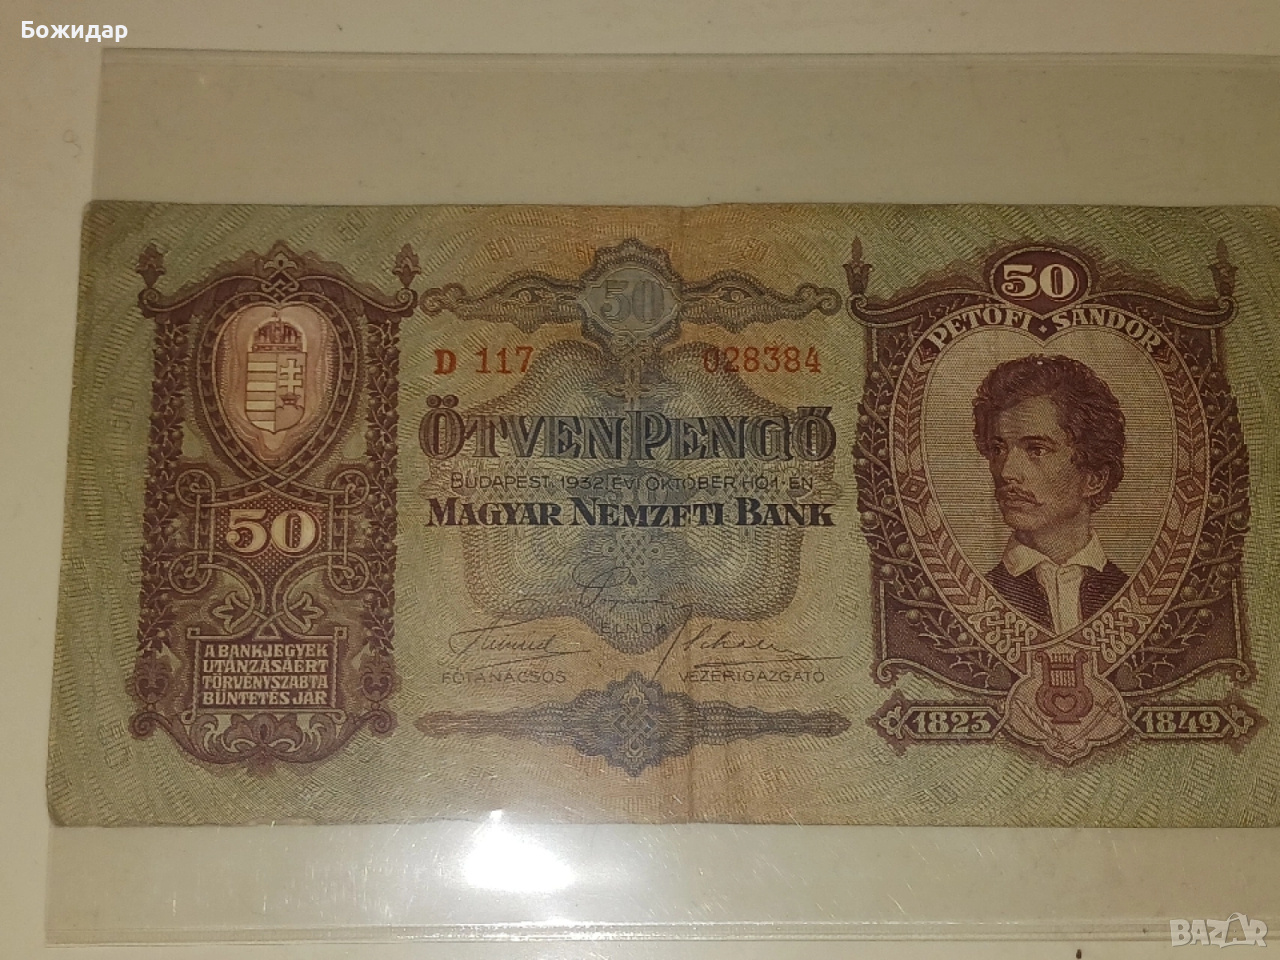 Божидар
50
50
PETŐFI · SÁNDOR
D 117 028384
ÖTVEN PENGŐ
BUDAPEST, 1932. ÉVI OKTÓBER HÓ 1-ÉN
MAGYAR NEMZETI BANK
50
ELNÖK
FŐTANÁCSOS VEZÉRIGAZGATÓ
A BANKJEGYEK
UTÁNZÁSÁÉRT
TÖRVÉNYSZABTA
BÜNTETÉS JÁR
1823 1849
BAZAR